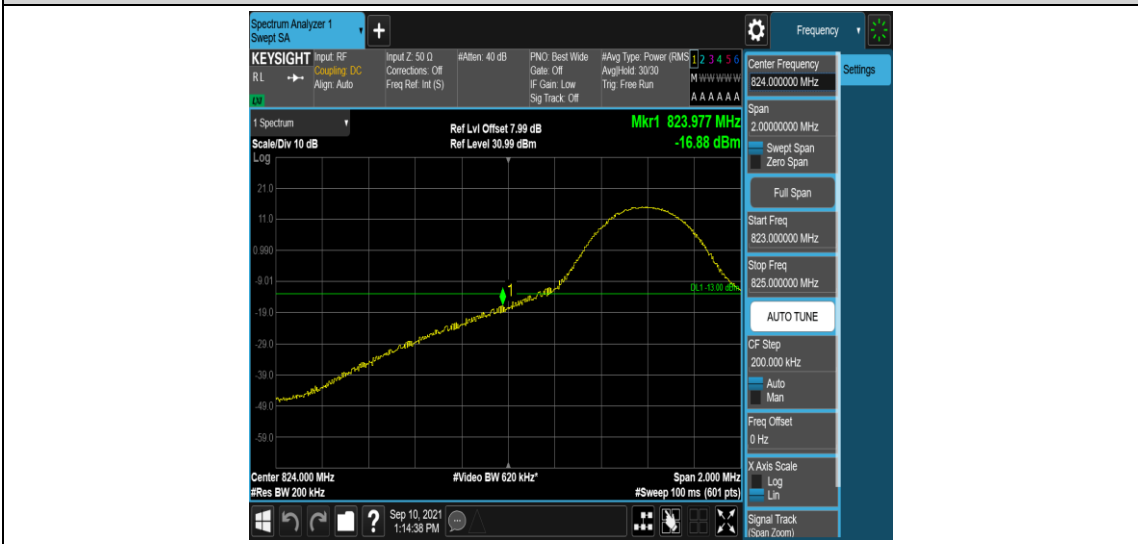 Spectrum Analyzer 1
Swept SA
+
Frequency
KEYSIGHT
RL
LXI
Input: RF
Coupling: DC
Align: Auto
Input Z: 50 Ω
Corrections: Off
Freq Ref: Int (S)
#Atten: 40 dB
PNO: Best Wide
Gate: Off
IF Gain: Low
Sig Track: Off
#Avg Type: Power (RMS
Avg|Hold: 30/30
Trig: Free Run
1 2 3 4 5 6
M W W W W W
A A A A A A
Center Frequency
824.000000 MHz
Settings
1 Spectrum
Scale/Div 10 dB
Log
Ref Lvl Offset 7.99 dB
Ref Level 30.99 dBm
Mkr1 823.977 MHz
-16.88 dBm
21.0
11.0
0.990
-9.01
-19.0
-29.0
-39.0
-49.0
-59.0
1
DL1 -13.00 dBm
Center 824.000 MHz
#Res BW 200 kHz
#Video BW 620 kHz*
Span 2.000 MHz
#Sweep 100 ms (601 pts)
Span
2.00000000 MHz
Swept Span
Zero Span
Full Span
Start Freq
823.000000 MHz
Stop Freq
825.000000 MHz
AUTO TUNE
CF Step
200.000 kHz
Auto
Man
Freq Offset
0 Hz
X Axis Scale
Log
Lin
Signal Track
(Span Zoom)
?
Sep 10, 2021
1:14:38 PM